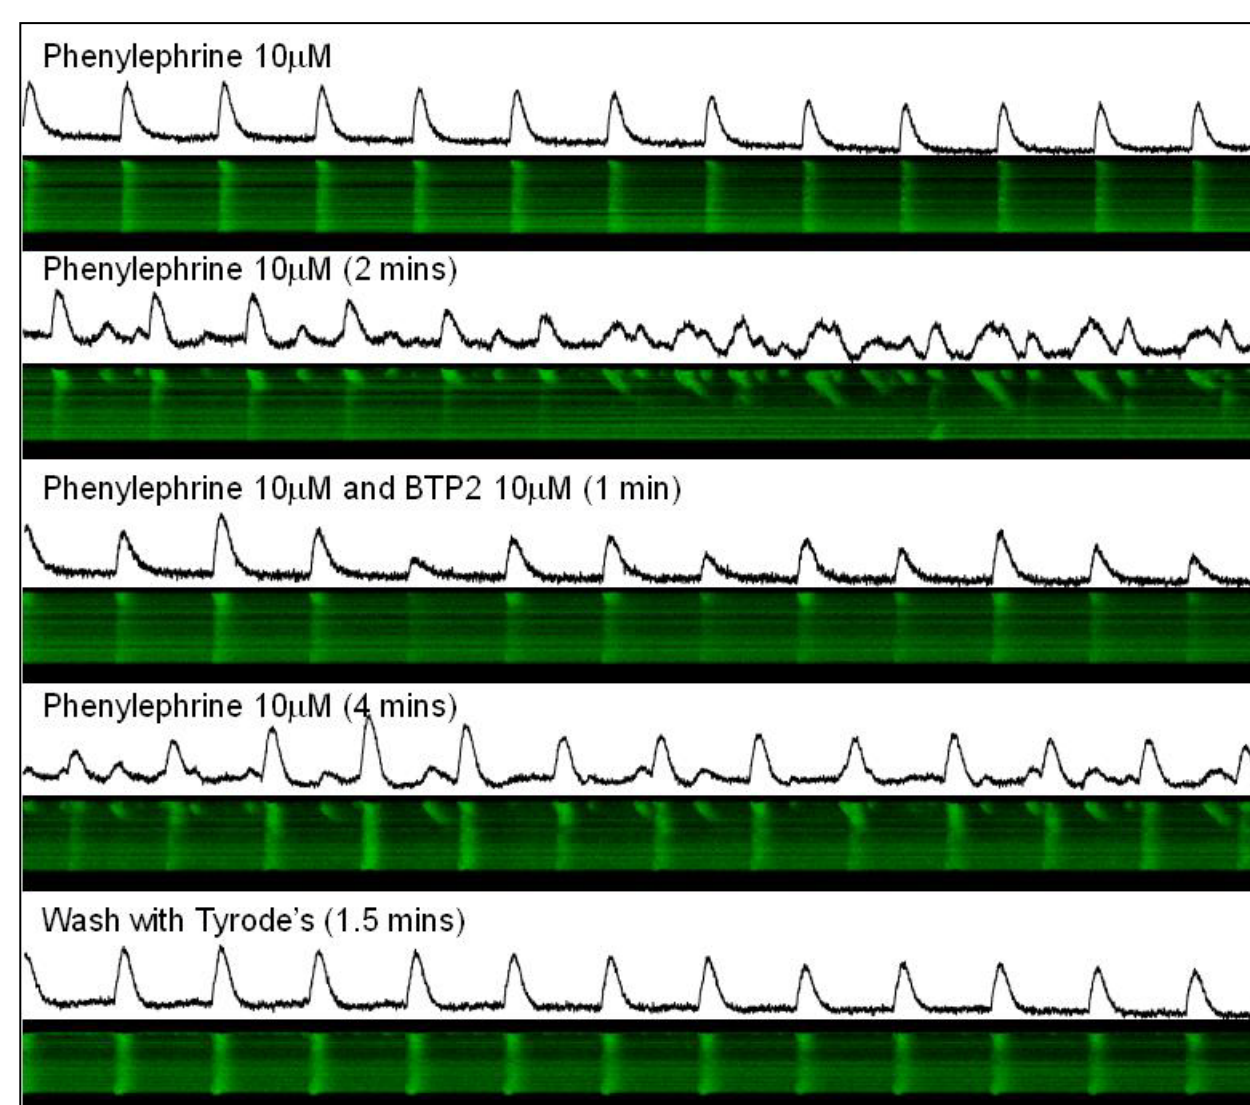 Phenylephrine 10μM
Phenylephrine 10μM (2 mins)
Phenylephrine 10μM and BTP2 10μM (1 min)
Phenylephrine 10μM (4 mins)
Wash with Tyrode's (1.5 mins)